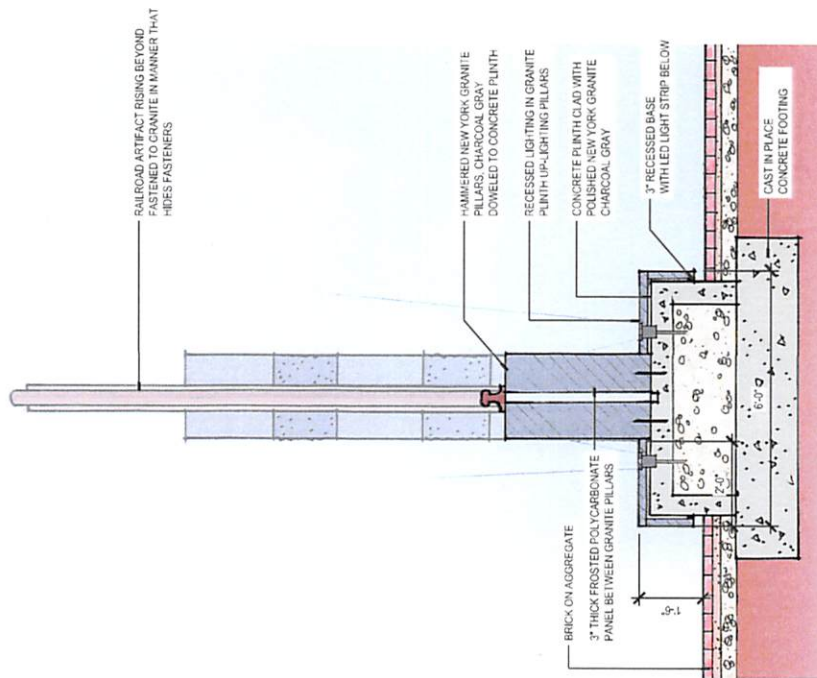 RAILROAD ARTIFACT RISING BEYOND
FASTENED TO GRANITE IN MANNER THAT
HIDES FASTENERS
HAMMERED NEW YORK GRANITE
PILLARS, CHARCOAL GRAY
DOWELED TO CONCRETE PLINTH
RECESSED LIGHTING IN GRANITE
PLINTH UP-LIGHTING PILLARS
CONCRETE PLINTH CLAD WITH
POLISHED NEW YORK GRANITE
CHARCOAL GRAY
3" RECESSED BASE
WITH LED LIGHT STRIP BELOW
CAST IN PLACE
CONCRETE FOOTING
BRICK ON AGGREGATE
3" THICK FROSTED POLYCARBONATE
PANEL BETWEEN GRANITE PILLARS
1'-6"
2'-0"
6'-0"